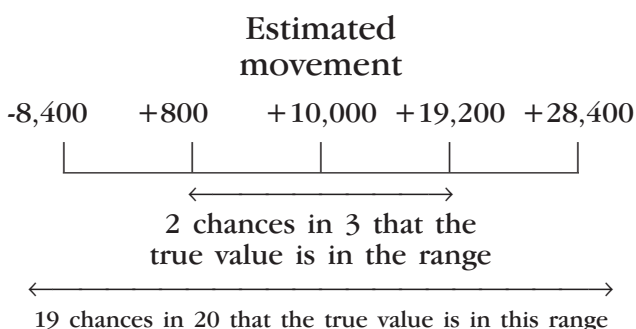 Estimated
movement
-8,400 +800 +10,000 +19,200 +28,400
2 chances in 3 that the
true value is in the range
19 chances in 20 that the true value is in this range